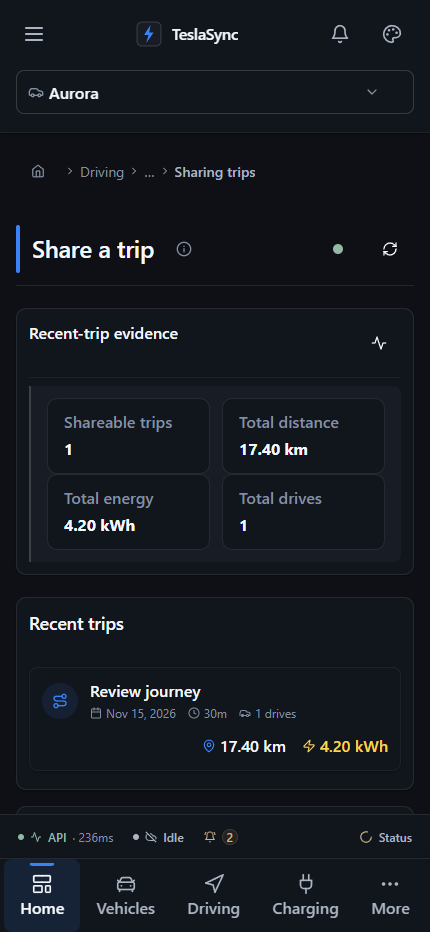 TeslaSync
Aurora
Driving ... Sharing trips
Share a trip
Recent-trip evidence
Shareable trips
1
Total distance
17.40 km
Total energy
4.20 kWh
Total drives
1
Recent trips
Review journey
Nov 15, 2026 30m 1 drives
17.40 km 4.20 kWh
API · 236ms Idle 2 Status
Home Vehicles Driving Charging More